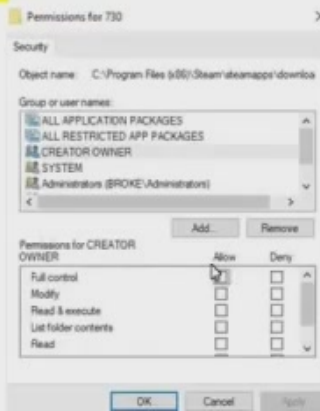 Permissions for 730
Security
Object name: C:\Program Files (x86)\Steam\steamapps\downloa
Group or user names:
ALL APPLICATION PACKAGES
ALL RESTRICTED APP PACKAGES
CREATOR OWNER
SYSTEM
Administrators (BROKE\Administrators)
Add...
Remove
Permissions for CREATOR
OWNER
Allow
Deny
Full control
Modify
Read & execute
List folder contents
Read
OK
Cancel
Apply